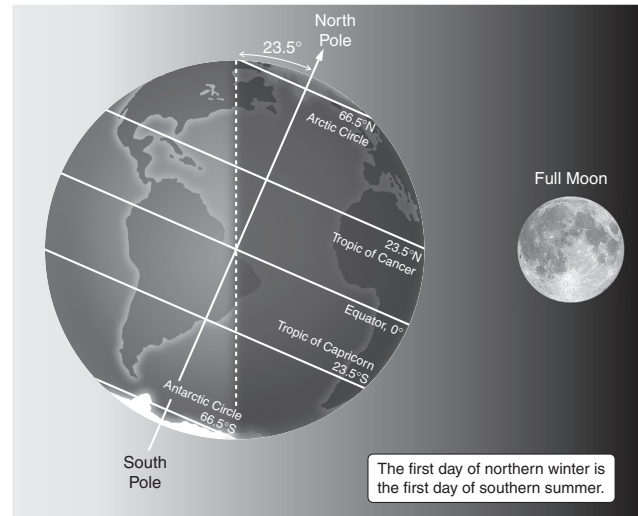 North
Pole
23.5°
66.5°N
Arctic Circle
Full Moon
23.5°N
Tropic of Cancer
Equator, 0°
Tropic of Capricorn
23.5°S
Antarctic Circle
66.5°S
South
Pole
The first day of northern winter is
the first day of southern summer.